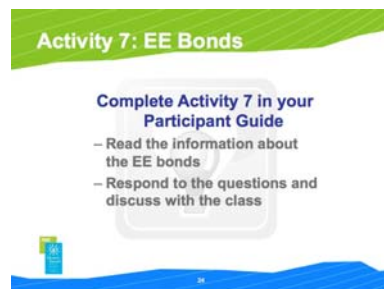 Activity 7: EE Bonds
Complete Activity 7 in your
Participant Guide
– Read the information about
the EE bonds
– Respond to the questions and
discuss with the class